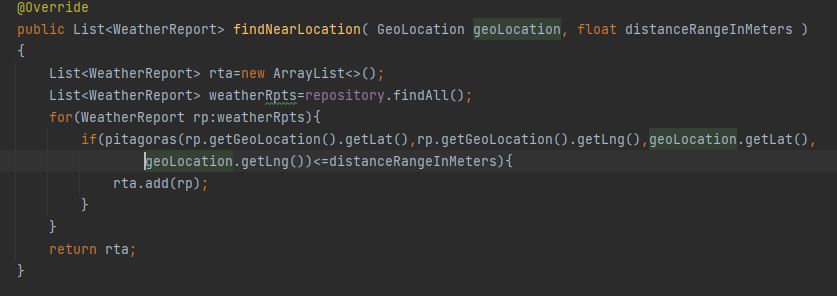 @Override
public List<WeatherReport> findNearLocation( GeoLocation geoLocation, float distanceRangeInMeters )
{
List<WeatherReport> rta=new ArrayList<>();
List<WeatherReport> weatherRpts=repository.findAll();
for(WeatherReport rp:weatherRpts){
if(pitagoras(rp.getGeoLocation().getLat(),rp.getGeoLocation().getLng(),geoLocation.getLat(),
geoLocation.getLng())<=distanceRangeInMeters){
rta.add(rp);
}
}
return rta;
}